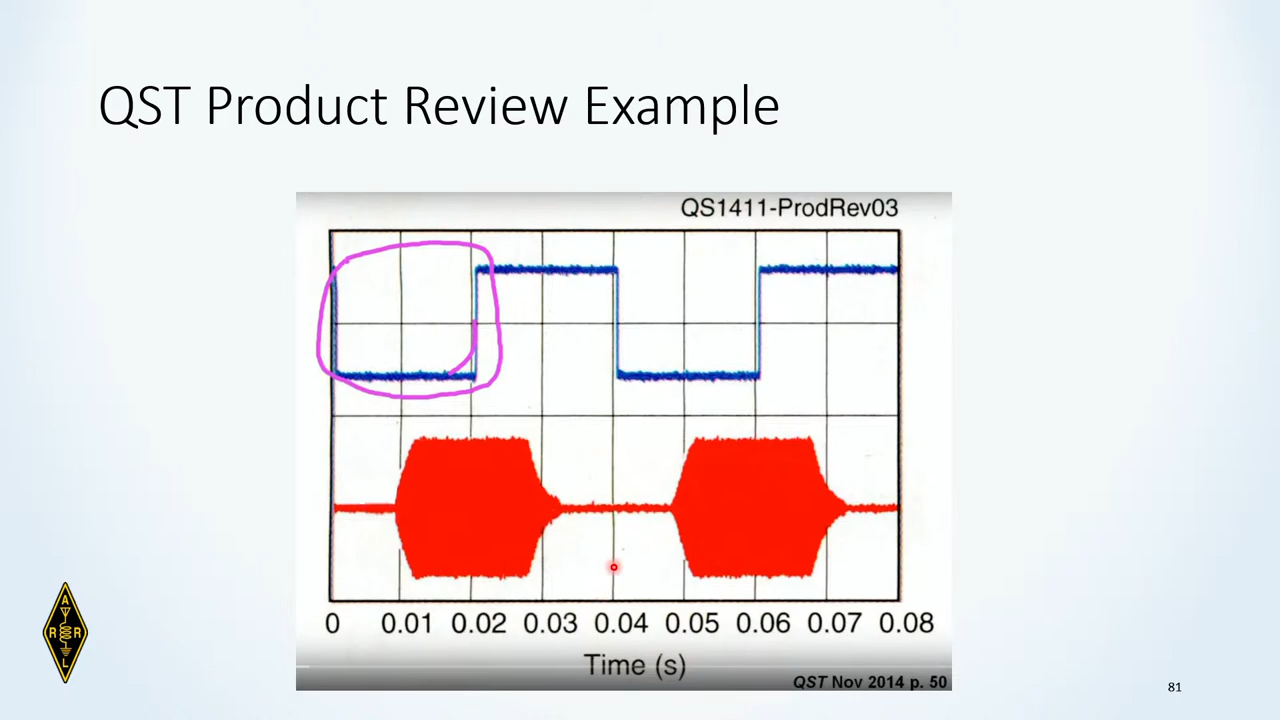 QST Product Review Example
QS1411-ProdRev03
0 0.01 0.02 0.03 0.04 0.05 0.06 0.07 0.08
Time (s)
QST Nov 2014 p. 50
A
R R
L
81